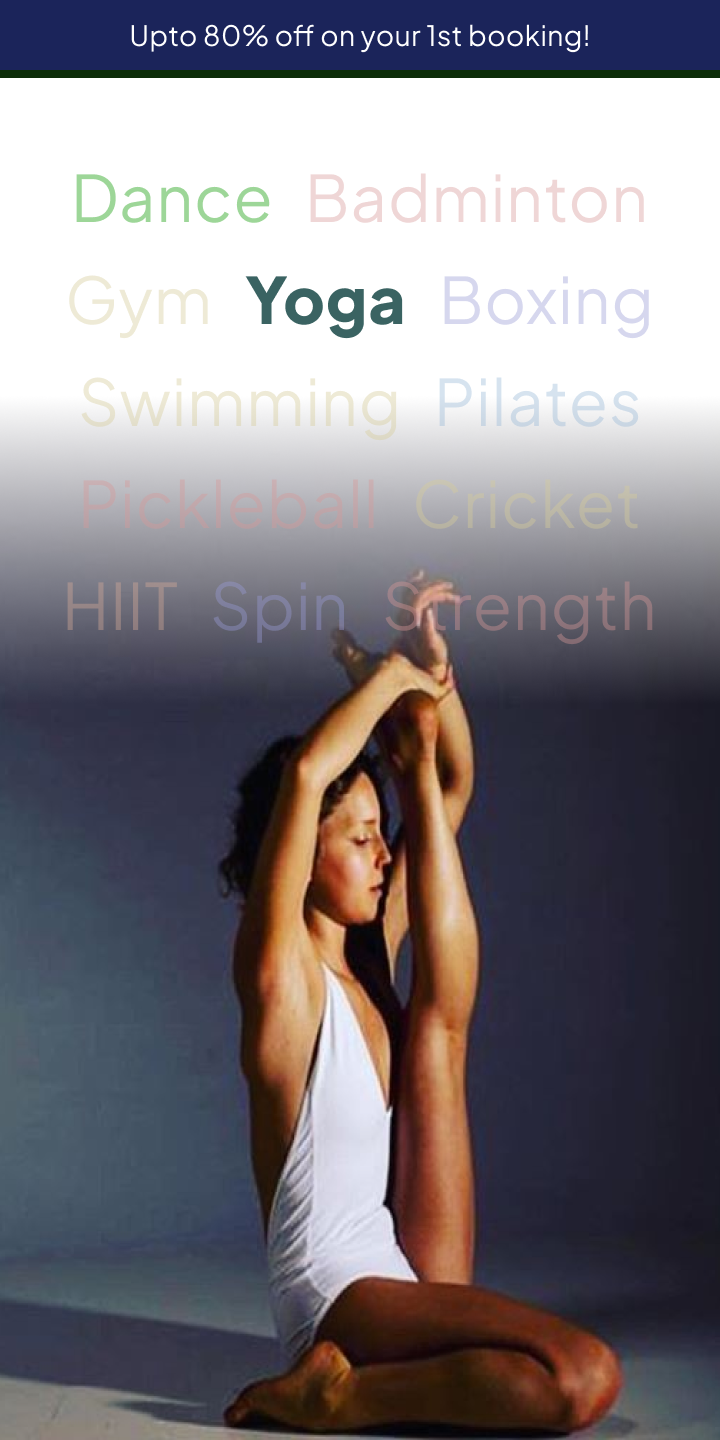 Upto 80% off on your 1st booking!
Dance Badminton
Gym Yoga Boxing
Swimming Pilates
Pickleball Cricket
HIIT Spin Strength